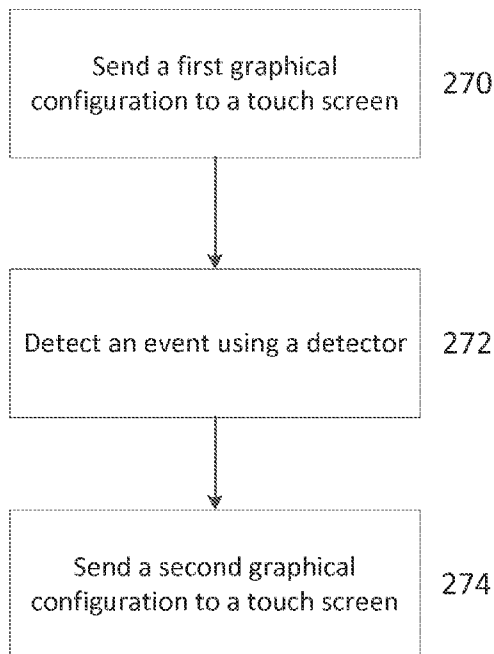 Send a first graphical
configuration to a touch screen
270
Detect an event using a detector
272
Send a second graphical
configuration to a touch screen
274